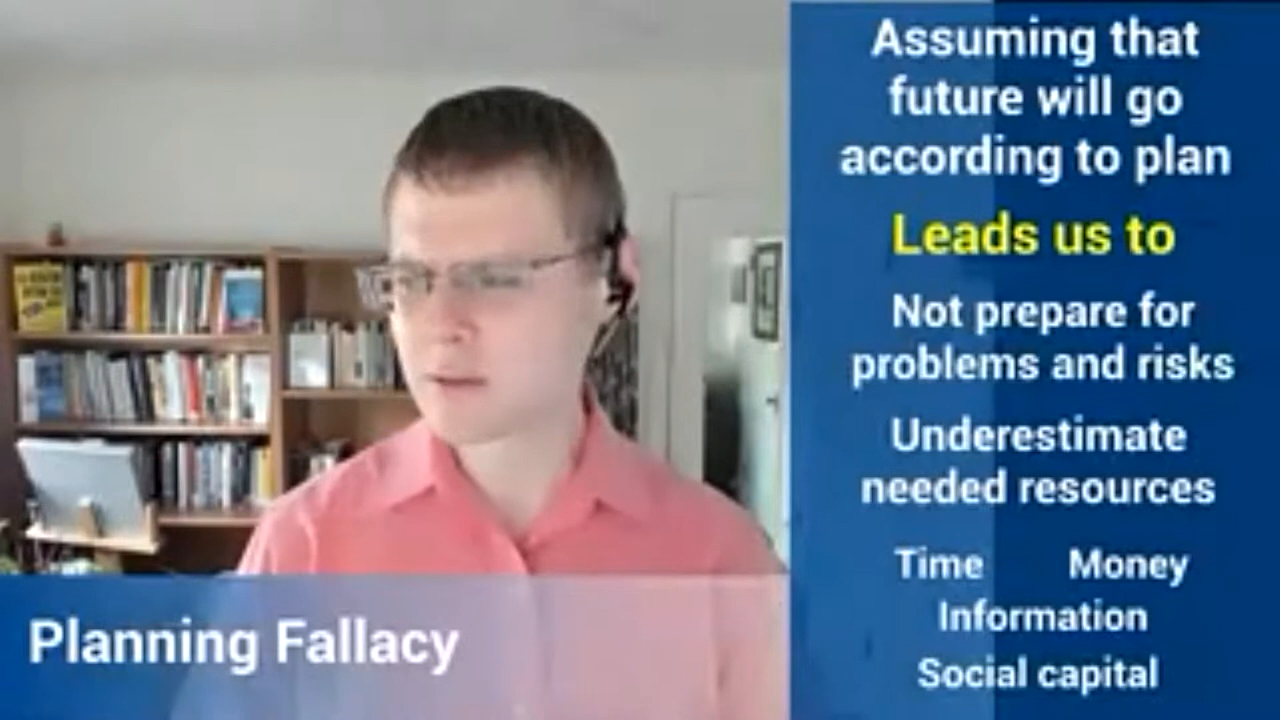 Assuming that
future will go
according to plan
Leads us to
Not prepare for
problems and risks
Underestimate
needed resources
Time Money
Information
Social capital
Planning Fallacy